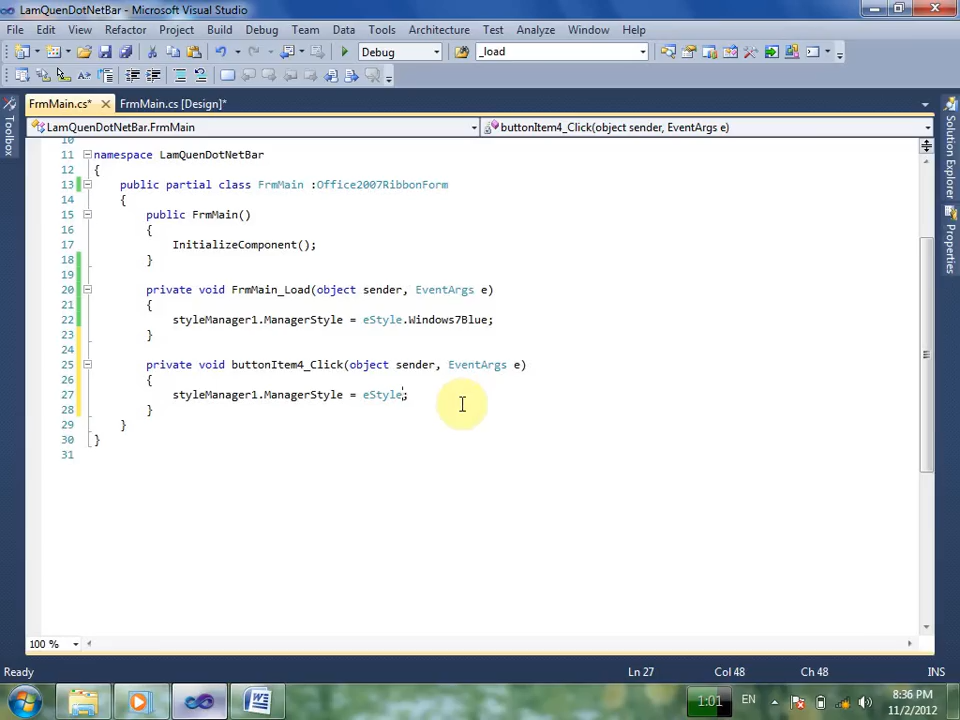 LamQuenDotNetBar - Microsoft Visual Studio
File Edit View Refactor Project Build Debug Team Data Tools Architecture Test Analyze Window Help
Debug _load
FrmMain.cs* FrmMain.cs [Design]*
LamQuenDotNetBar.FrmMain buttonItem4_Click(object sender, EventArgs e)
Toolbox
Solution Explorer
Properties
10
11 namespace LamQuenDotNetBar
12 {
13 public partial class FrmMain :Office2007RibbonForm
14 {
15 public FrmMain()
16 {
17 InitializeComponent();
18 }
19
20 private void FrmMain_Load(object sender, EventArgs e)
21 {
22 styleManager1.ManagerStyle = eStyle.Windows7Blue;
23 }
24
25 private void buttonItem4_Click(object sender, EventArgs e)
26 {
27 styleManager1.ManagerStyle = eStyle;
28 }
29 }
30 }
31
100 %
Ready Ln 27 Col 48 Ch 48 INS
1:01 EN 8:36 PM
11/2/2012